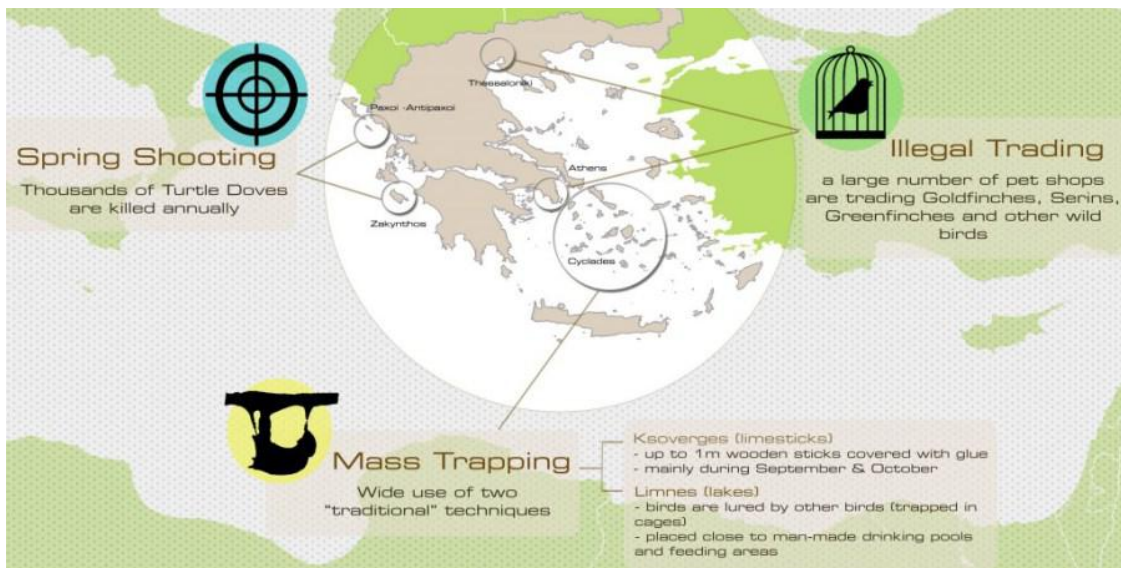 Thessaloniki
Paxoi -Antipaxoi
Spring Shooting
Thousands of Turtle Doves
are killed annually
Zakynthos
Athens
Cyclades
Illegal Trading
a large number of pet shops
are trading Goldfinches, Serins,
Greenfinches and other wild
birds
Mass Trapping
Wide use of two
"traditional" techniques
Ksoverges (limesticks)
- up to 1m wooden sticks covered with glue
- mainly during September & October
Limnes (lakes)
- birds are lured by other birds (trapped in
cages)
- placed close to man-made drinking pools
and feeding areas